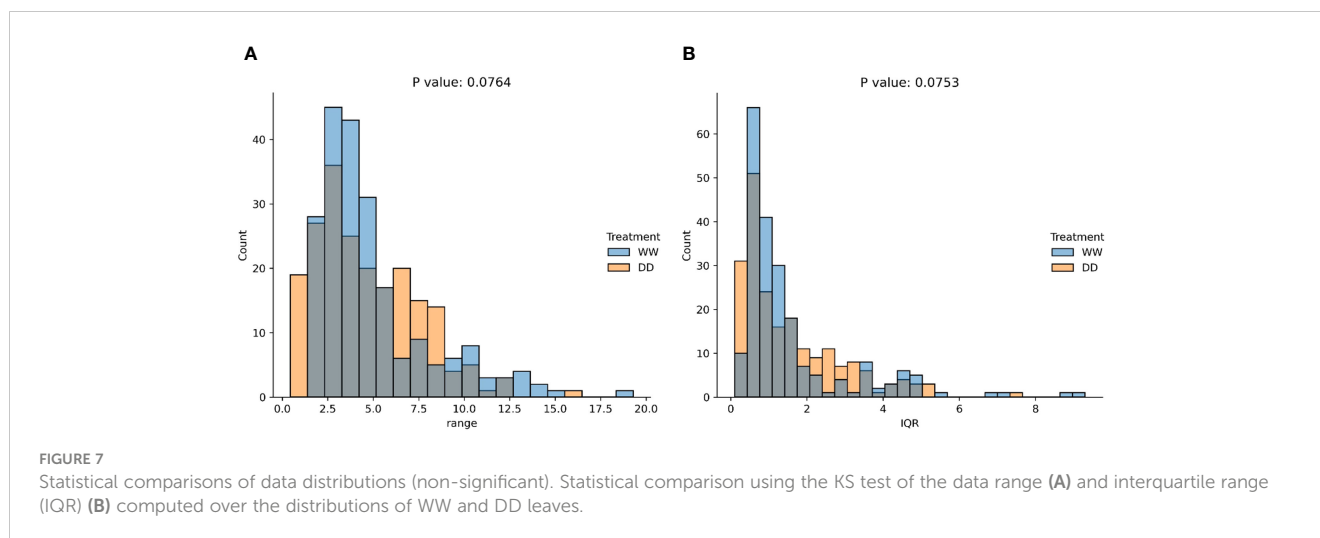 A
P value: 0.0764
Count
40
30
20
10
0
0.0
2.5
5.0
7.5
10.0
12.5
15.0
17.5
20.0
range
Treatment
WW
DD
B
P value: 0.0753
Count
60
50
40
30
20
10
0
0
2
4
6
8
IQR
Treatment
WW
DD
FIGURE 7
Statistical comparisons of data distributions (non-significant). Statistical comparison using the KS test of the data range (A) and interquartile range
(IQR) (B) computed over the distributions of WW and DD leaves.